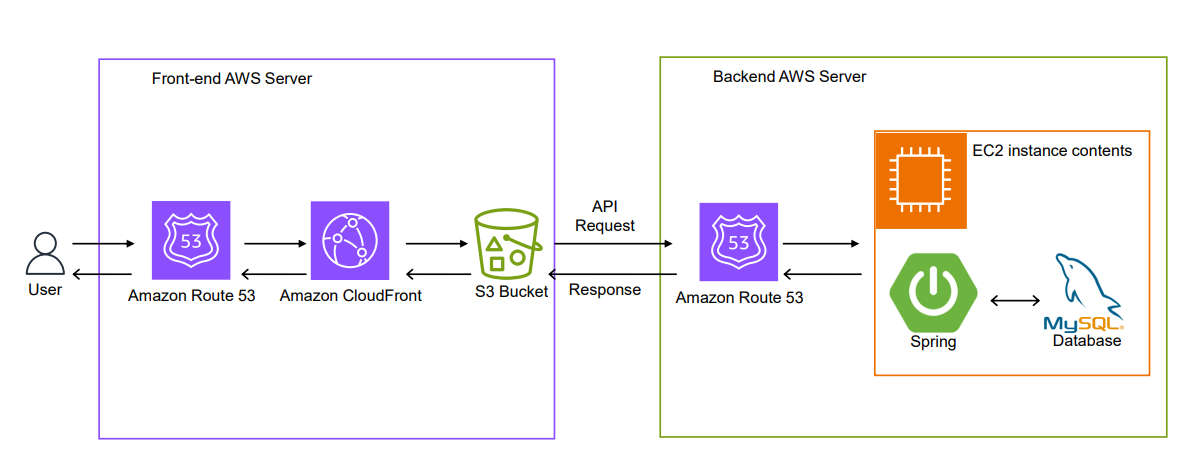 Front-end AWS Server
Backend AWS Server
EC2 instance contents
API
Request
53
53
User
Amazon Route 53
Amazon CloudFront
S3 Bucket
Response
Amazon Route 53
MySQL®
Spring
Database